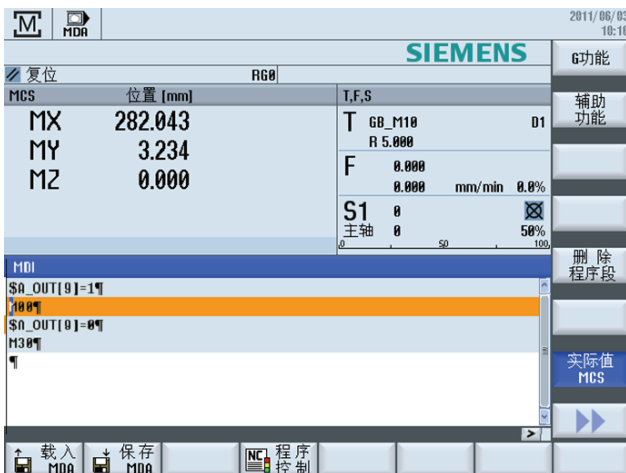 M
MDA
2011/06/03
10:16
SIEMENS
G功能
复位
RG0
MCS 位置 [mm]
T,F,S
辅助
功能
MX 282.043
MY 3.234
MZ 0.000
T GB_M10 D1
R 5.000
F 0.000
0.000 mm/min 0.0%
S1 0
主轴 0 50%
0 50 100
MDI
删 除
程序段
$A_OUT[9]=1¶
M00¶
$A_OUT[9]=0¶
M30¶
¶
实际值
MCS
载入
MDA
保存
MDA
NC 程序
控制